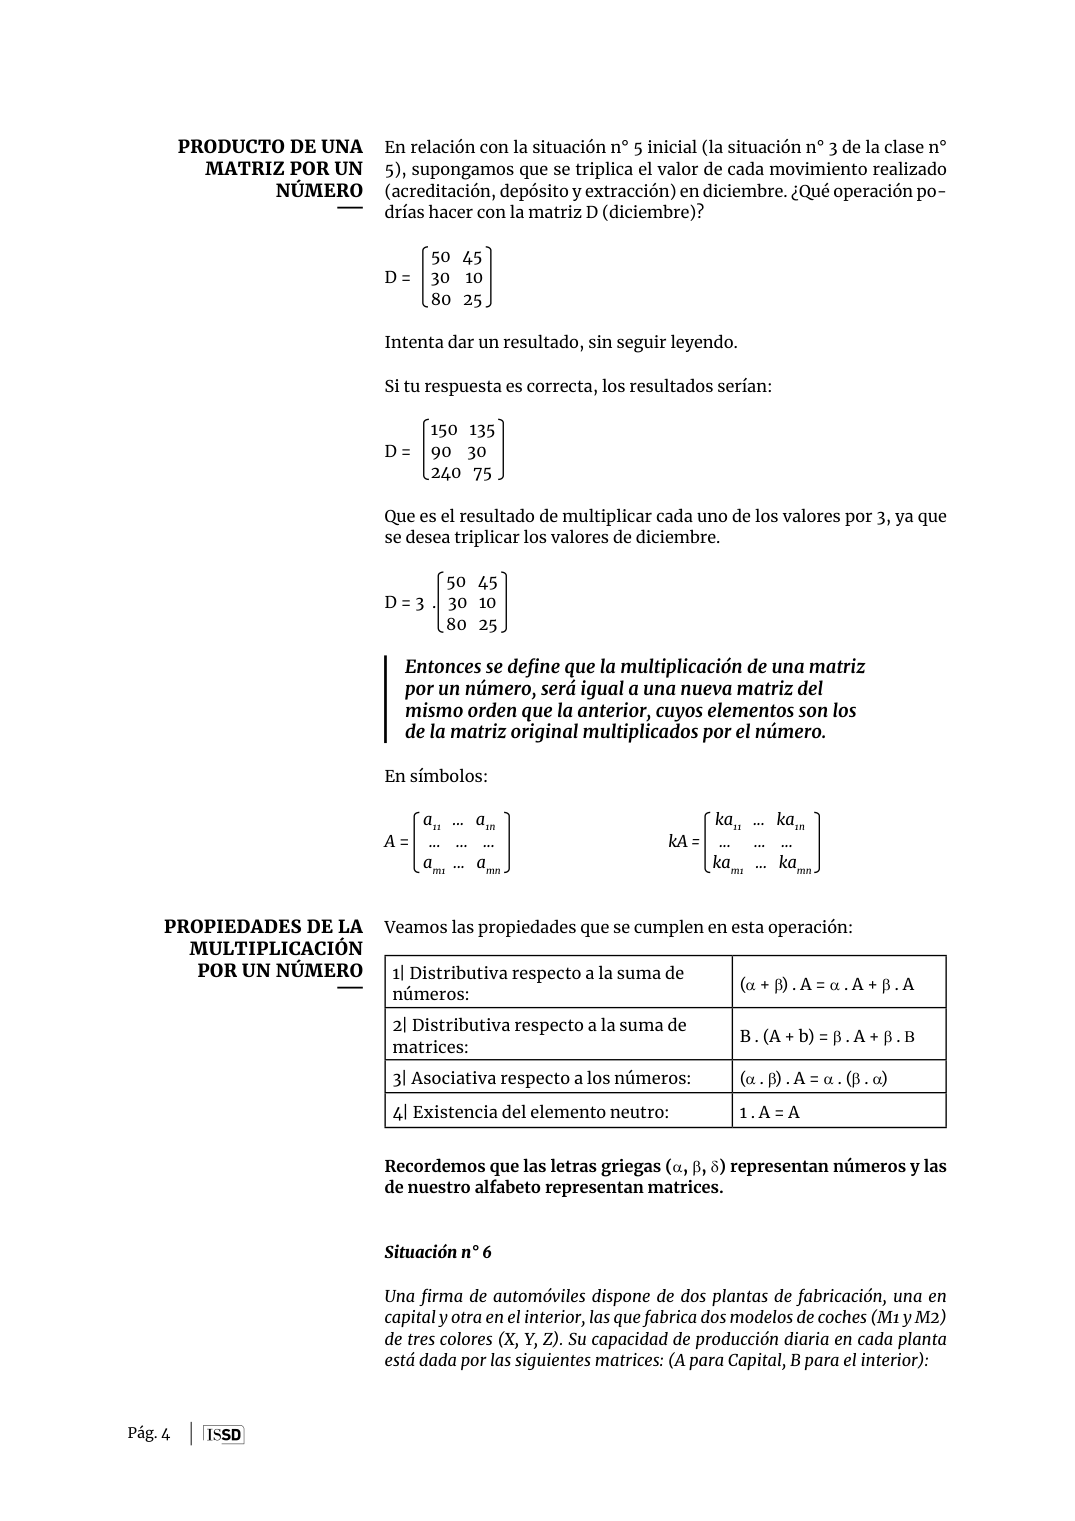 PRODUCTO DE UNA
MATRIZ POR UN
NÚMERO
En relación con la situación n° 5 inicial (la situación n° 3 de la clase n°
5), supongamos que se triplica el valor de cada movimiento realizado
(acreditación, depósito y extracción) en diciembre. ¿Qué operación po-
drías hacer con la matriz D (diciembre)?
50 45
D = 30 10
80 25
Intenta dar un resultado, sin seguir leyendo.
Si tu respuesta es correcta, los resultados serían:
150 135
D = 90 30
240 75
Que es el resultado de multiplicar cada uno de los valores por 3, ya que
se desea triplicar los valores de diciembre.
50 45
D = 3 . 30 10
80 25
Entonces se define que la multiplicación de una matriz
por un número, será igual a una nueva matriz del
mismo orden que la anterior, cuyos elementos son los
de la matriz original multiplicados por el número.
En símbolos:
a11 ... a1n
A = ... ... ...
am1 ... amn
ka11 ... ka1n
kA = ... ... ...
kam1 ... kamn
PROPIEDADES DE LA
MULTIPLICACIÓN
POR UN NÚMERO
Veamos las propiedades que se cumplen en esta operación:
1| Distributiva respecto a la suma de
números:
(α + β) . A = α . A + β . A
2| Distributiva respecto a la suma de
matrices:
B . (A + b) = β . A + β . B
3| Asociativa respecto a los números:
(α . β) . A = α . (β . α)
4| Existencia del elemento neutro:
1 . A = A
Recordemos que las letras griegas (α, β, δ) representan números y las
de nuestro alfabeto representan matrices.
Situación n° 6
Una firma de automóviles dispone de dos plantas de fabricación, una en
capital y otra en el interior, las que fabrica dos modelos de coches (M1 y M2)
de tres colores (X, Y, Z). Su capacidad de producción diaria en cada planta
está dada por las siguientes matrices: (A para Capital, B para el interior):
Pág. 4
ISSD